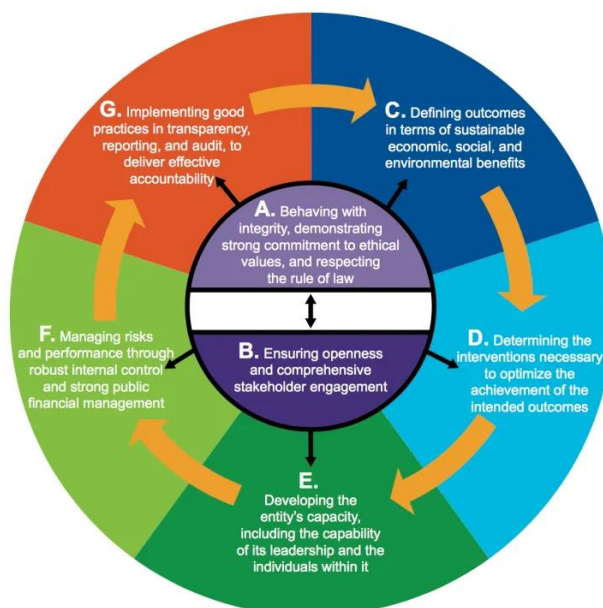 G. Implementing good
practices in transparency,
reporting, and audit, to
deliver effective
accountability
C. Defining outcomes
in terms of sustainable
economic, social, and
environmental benefits
A. Behaving with
integrity, demonstrating
strong commitment to ethical
values, and respecting
the rule of law
F. Managing risks
and performance through
robust internal control
and strong public
financial management
B. Ensuring openness
and comprehensive
stakeholder engagement
D. Determining the
interventions necessary
to optimize the
achievement of the
intended outcomes
E.
Developing the
entity's capacity,
including the capability
of its leadership and the
individuals within it